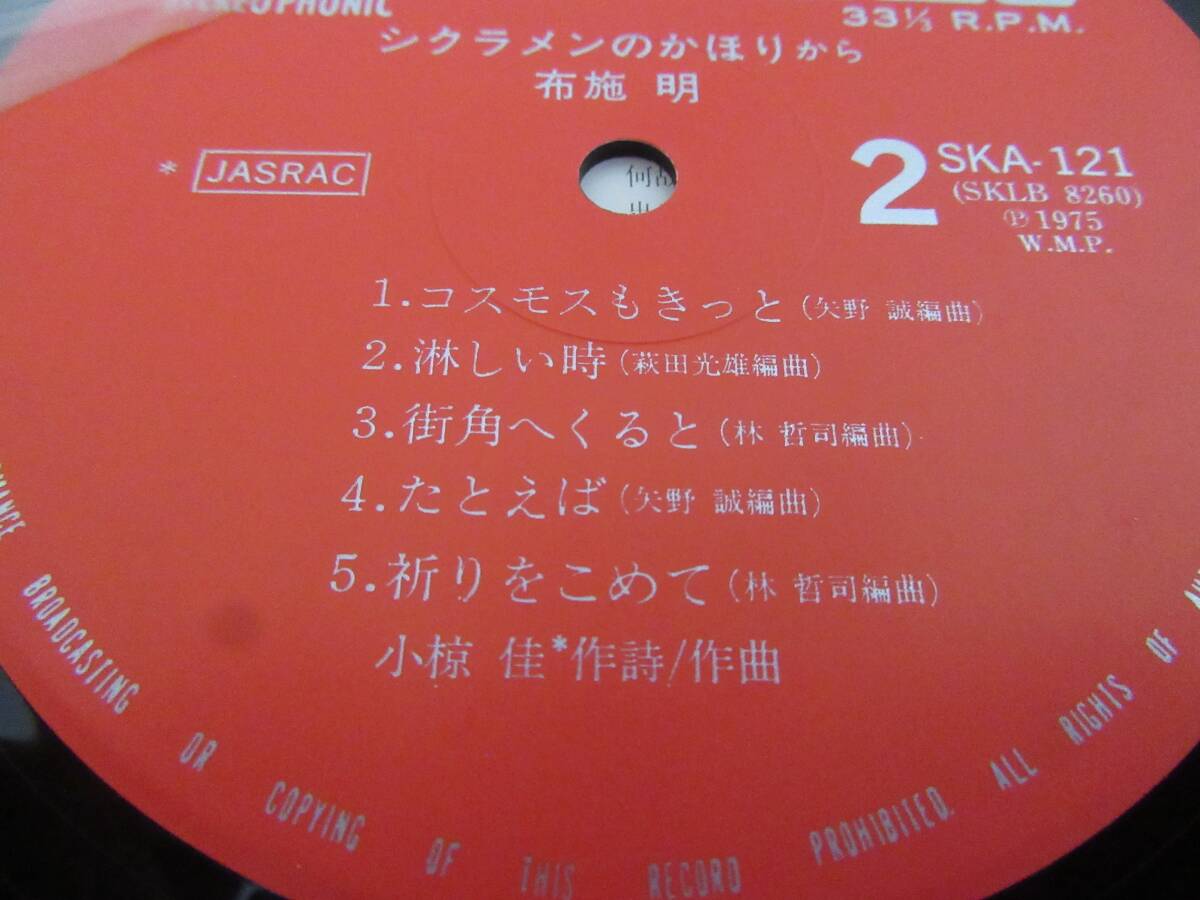 STEREOPHONIC
33⅓ R.P.M.
シクラメンのかほりから
布施 明
* JASRAC
2
SKA-121
(SKLB 8260)
Ⓟ1975
W.M.P.
何故
1.コスモスもきっと(矢野 誠編曲)
2.淋しい時(萩田光雄編曲)
3.街角へくると(林 哲司編曲)
4.たとえば(矢野 誠編曲)
5.祈りをこめて(林 哲司編曲)
小椋 佳*作詩/作曲
BROADCASTING OR COPYING OF THIS RECORD PROHIBITED. ALL RIGHTS OF